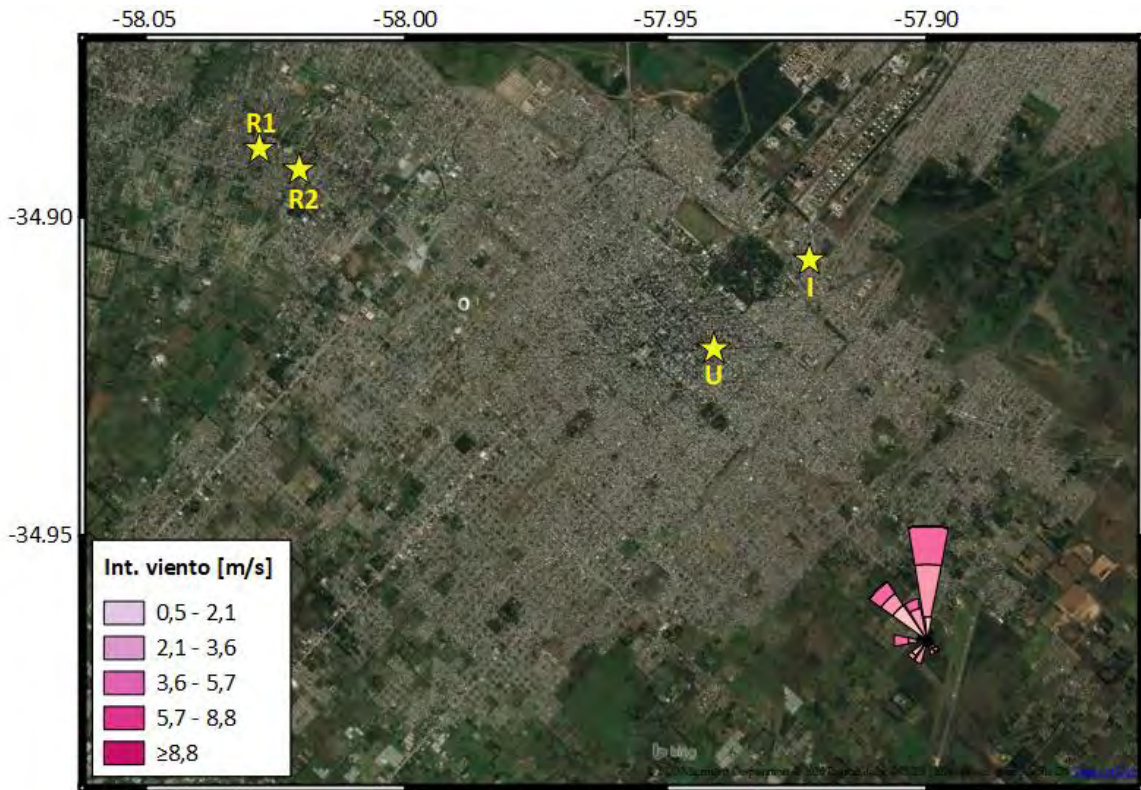 -58.05 -58.00 -57.95 -57.90
R1
R2
-34.90
I
U
-34.95
Int. viento [m/s]
0,5 - 2,1
2,1 - 3,6
3,6 - 5,7
5,7 - 8,8
≥8,8